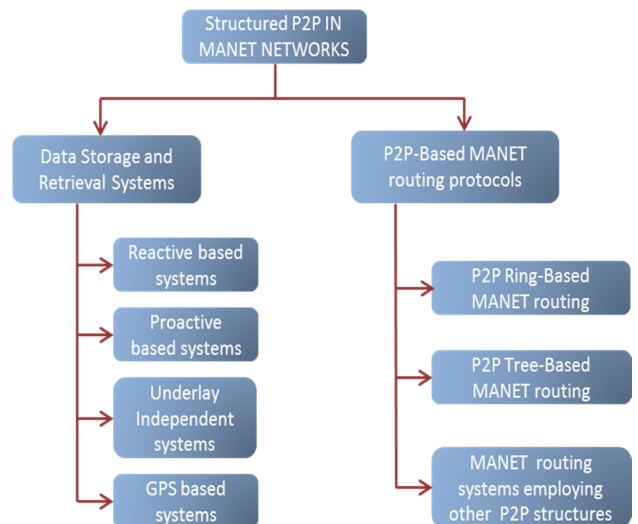 Structured P2P IN
MANET NETWORKS
Data Storage and
Retrieval Systems
Reactive based
systems
Proactive
based systems
Underlay
Independent
systems
GPS based
systems
P2P-Based MANET
routing protocols
P2P Ring-Based
MANET routing
P2P Tree-Based
MANET routing
MANET routing
systems employing
other P2P structures